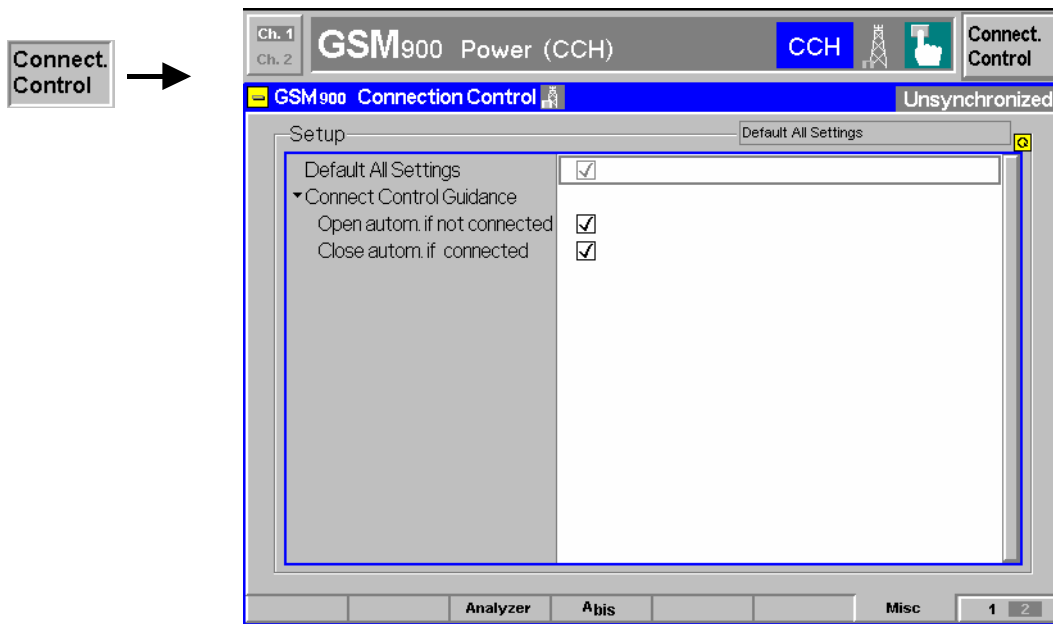 Connect.
Control
Ch. 1
Ch. 2
GSM900 Power (CCH)
CCH
Connect.
Control
GSM900 Connection Control
Unsynchronized
Setup
Default All Settings
Default All Settings
Connect Control Guidance
Open autom. if not connected
Close autom. if connected
Analyzer
Abis
Misc
1 2